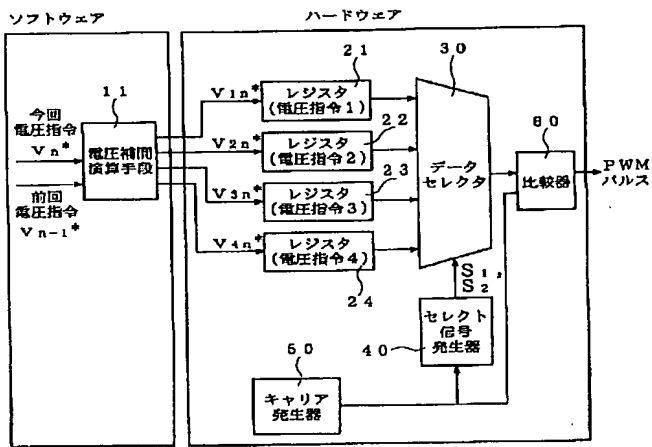 ソフトウェア
ハードウェア
11
今回
電圧指令
Vn*
前回
電圧指令
Vn-1*
電圧補間
演算手段
V1n*
V2n*
V3n*
V4n*
21
レジスタ
(電圧指令1)
22
レジスタ
(電圧指令2)
23
レジスタ
(電圧指令3)
レジスタ
(電圧指令4)
24
30
データ
セレクタ
60
比較器
PWM
パルス
S1,
S2
セレクト
信号
発生器
40
50
キャリア
発生器